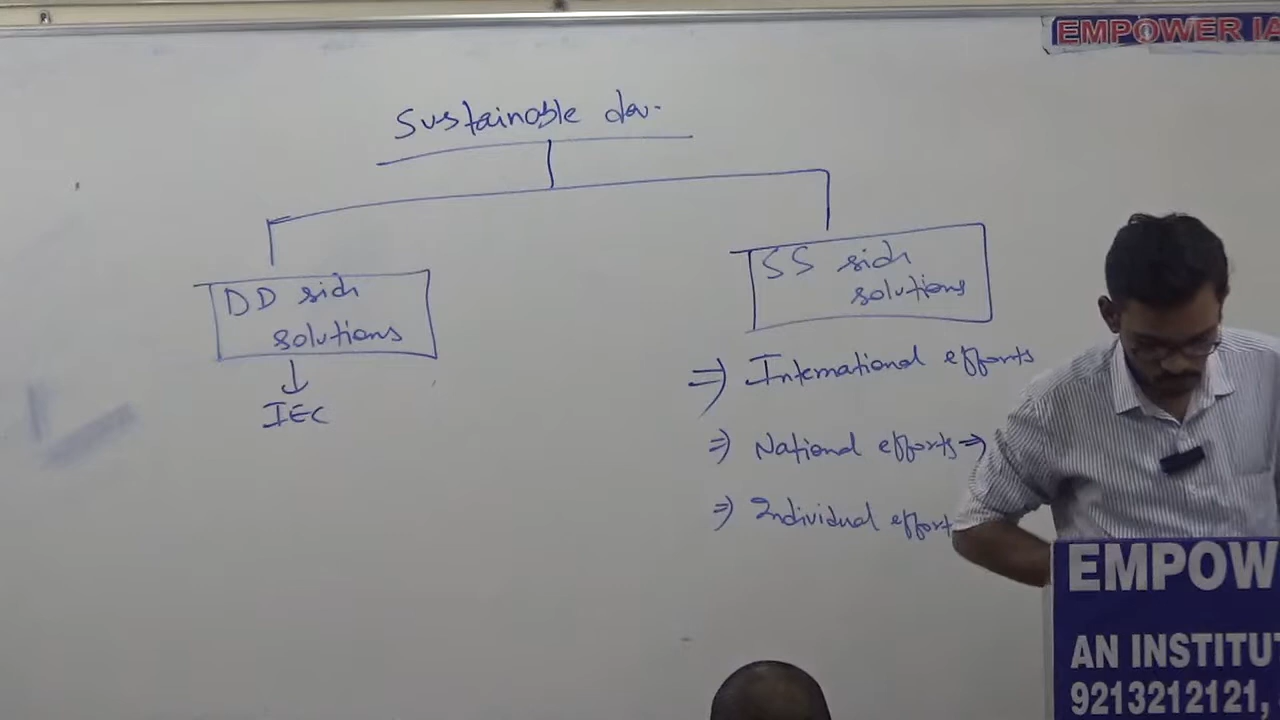 EMPOWER IA
Sustainable dev.
DD side
solutions
IEC
SS side
solutions
⇒ International efforts
⇒ National efforts ⇒
⇒ Individual effort
EMPOW
AN INSTITUT
9213212121,